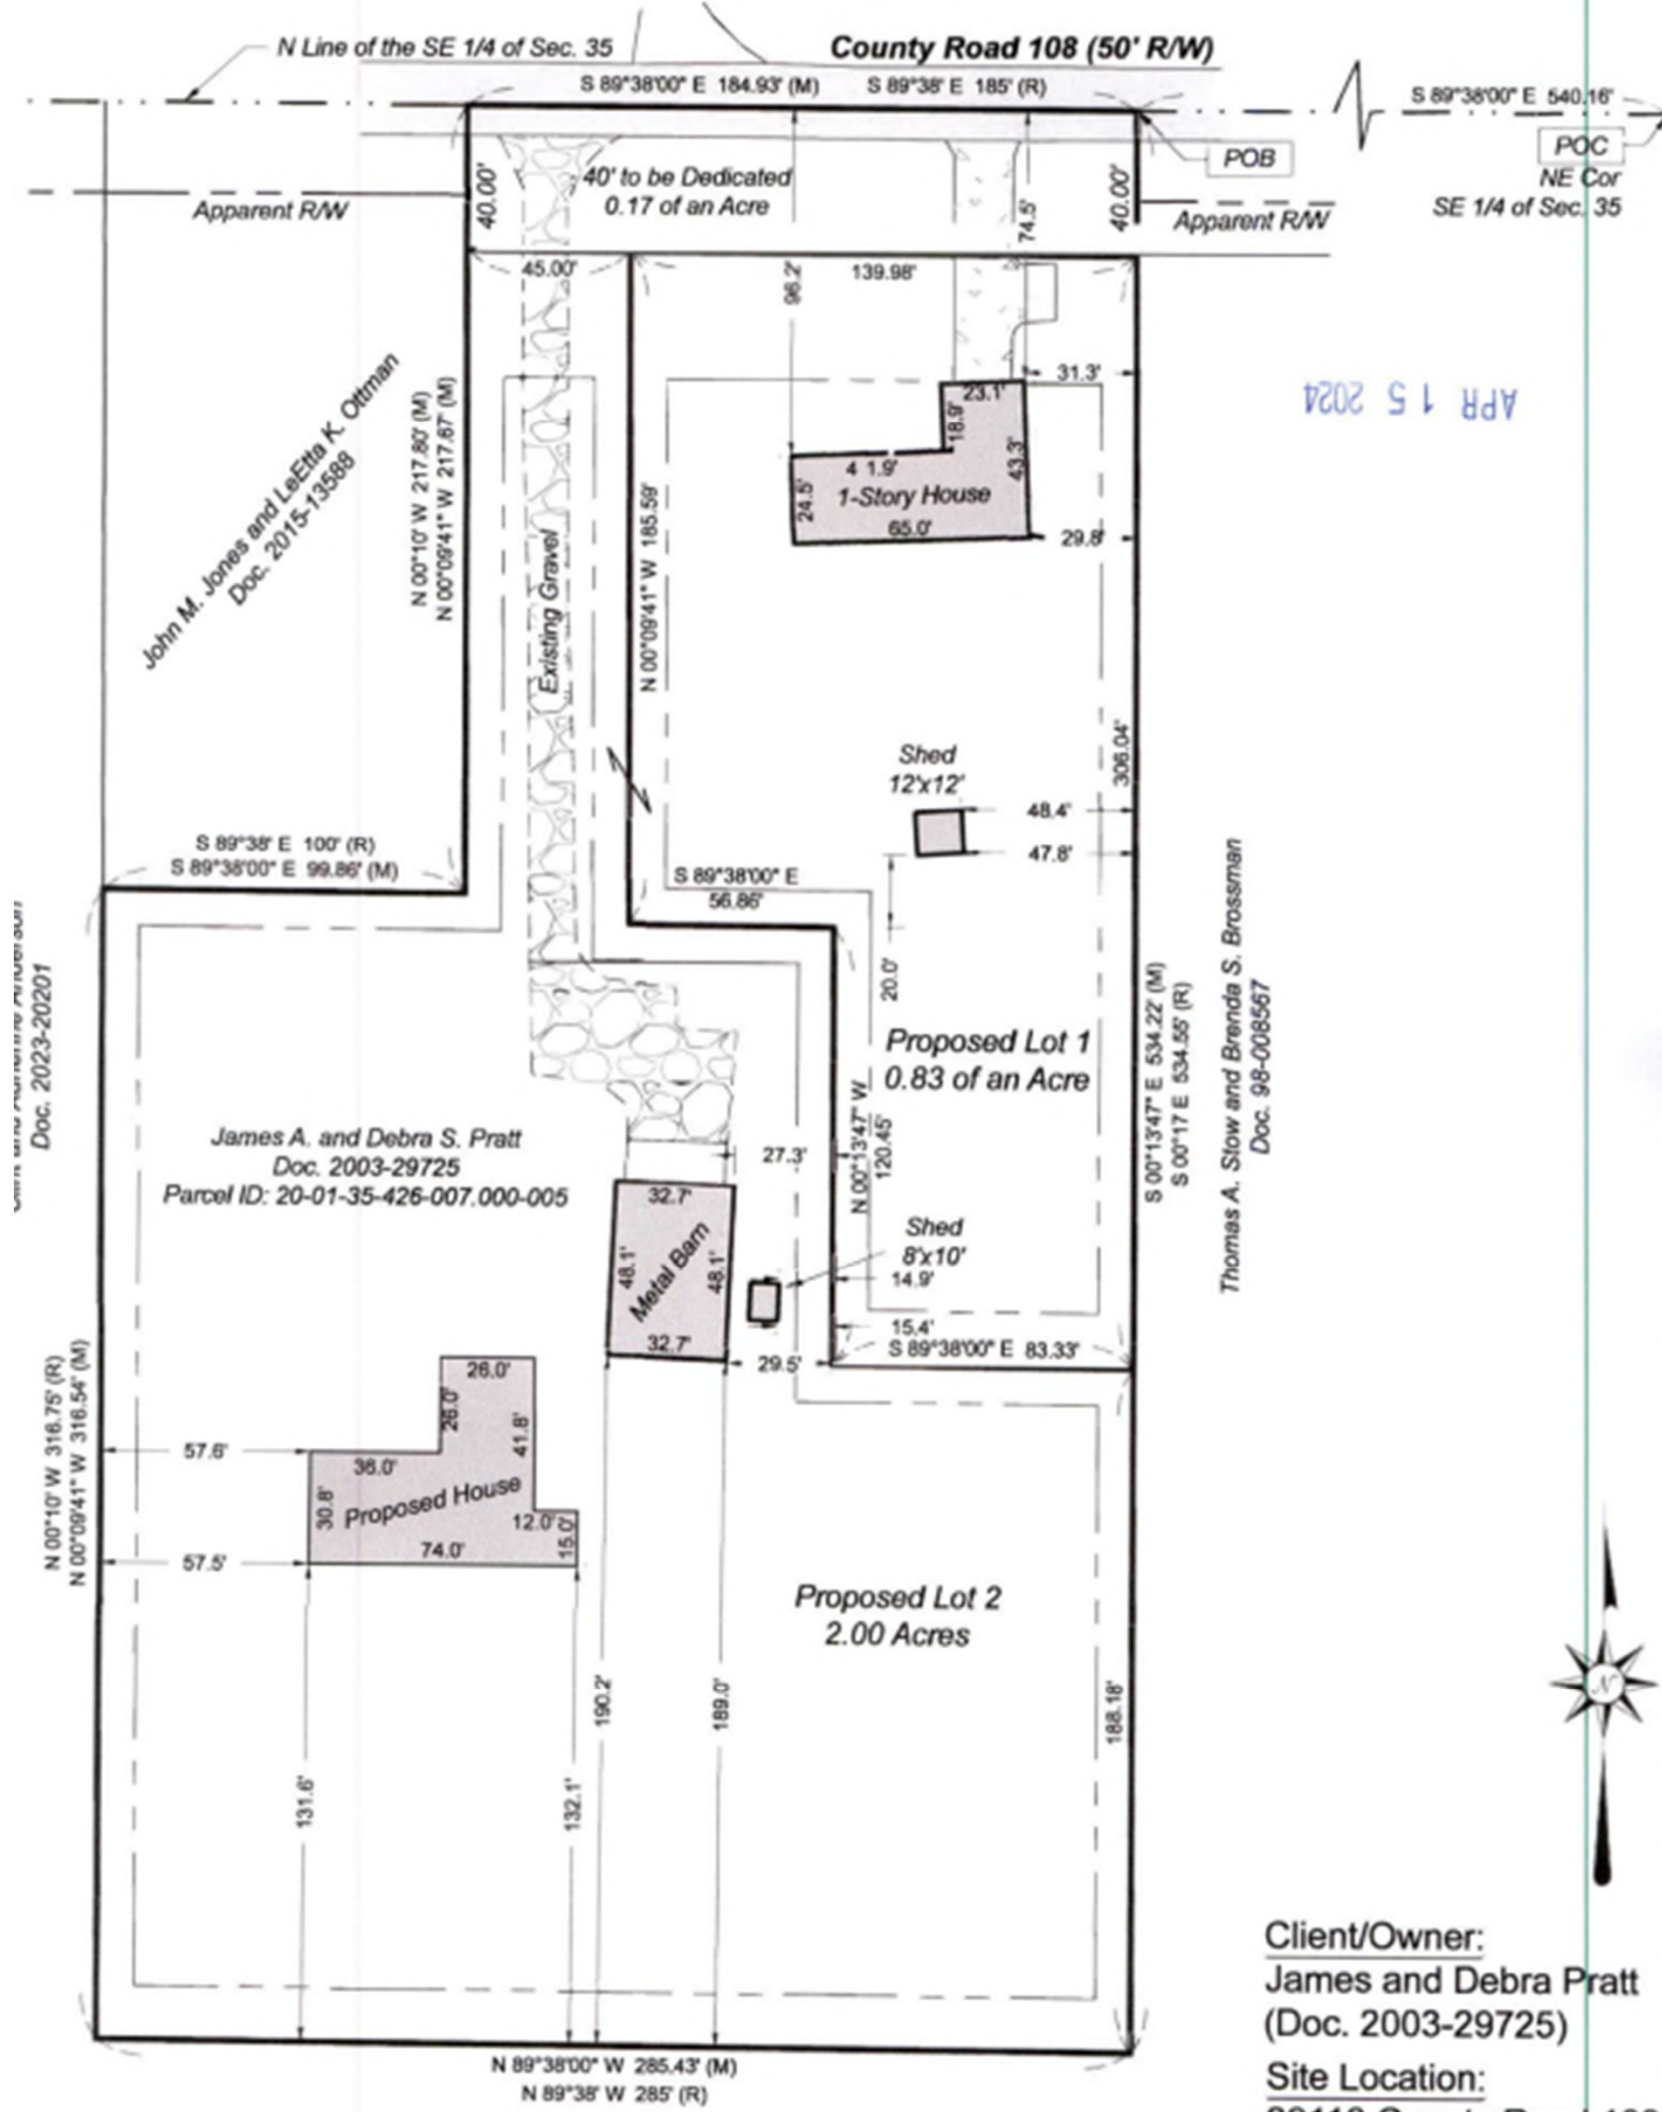 N Line of the SE 1/4 of Sec. 35
County Road 108 (50' R/W)
S 89°38'00" E 184.93' (M)
S 89°38' E 185' (R)
S 89°38'00" E 540.16'
POB
POC
NE Cor
SE 1/4 of Sec. 35
40.00'
40' to be Dedicated
0.17 of an Acre
74.5'
40.00'
Apparent R/W
Apparent R/W
45.00'
96.2'
139.98'
31.3'
APR 15 2024
23.1'
18.9'
43.3'
4 1.9'
24.5'
1-Story House
65.0'
29.8'
John M. Jones and LeEtta K. Ottman
Doc. 2015-13588
N 00°10' W 217.80' (M)
N 00°09'41" W 217.67' (M)
Existing Gravel
N 00°09'41" W 185.59'
Shed
12'x12'
48.4'
47.8'
306.04'
S 89°38' E 100' (R)
S 89°38'00" E 99.86' (M)
S 89°38'00" E
56.86'
20.0'
Doc. 2023-20201
Proposed Lot 1
0.83 of an Acre
S 00°13'47" E 534.22' (M)
S 00°17 E 534.55' (R)
Thomas A. Stow and Brenda S. Brossman
Doc. 98-008567
James A. and Debra S. Pratt
Doc. 2003-29725
Parcel ID: 20-01-35-426-007.000-005
27.3'
N 00°13'47" W
120.45'
32.7'
48.1'
Metal Barn
48.1'
32.7'
Shed
8'x10'
14.9'
15.4'
S 89°38'00" E 83.33'
29.5'
N 00°10' W 316.75' (R)
N 00°09'41" W 316.54' (M)
26.0'
26.0'
41.8'
57.6'
36.0'
30.8'
Proposed House
12.0'
15.0'
74.0'
57.5'
Proposed Lot 2
2.00 Acres
131.6'
132.1'
190.2'
189.0'
188.18'
N
N 89°38'00" W 285.43' (M)
N 89°38' W 285' (R)
Client/Owner:
James and Debra Pratt
(Doc. 2003-29725)
Site Location: